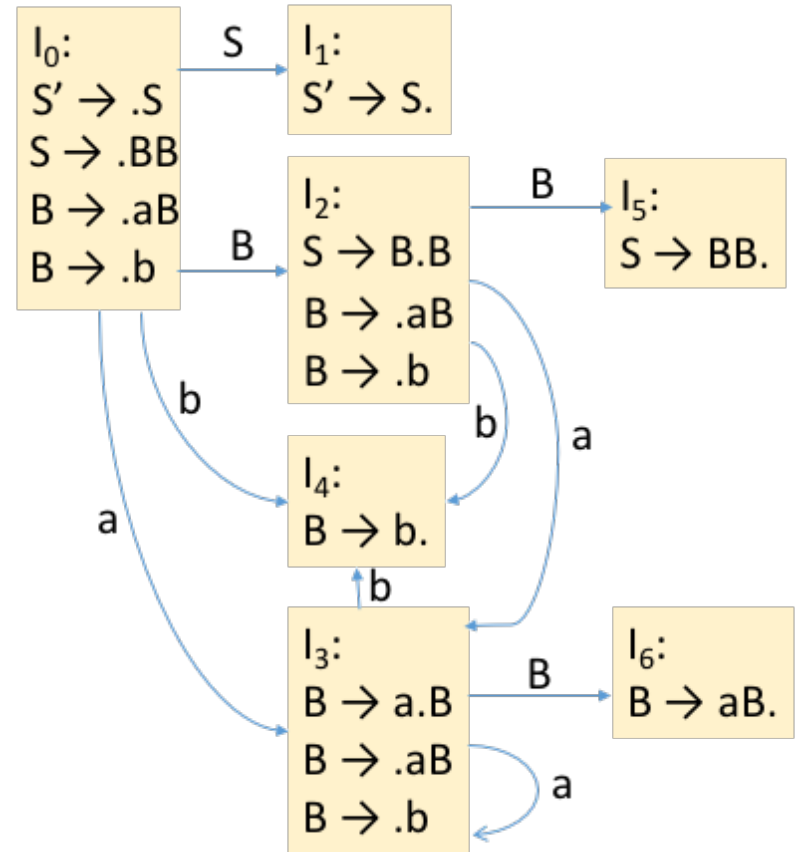 I₀:
S′ → .S
S → .BB
B → .aB
B → .b
S
I₁:
S′ → S.
B
I₂:
S → B.B
B → .aB
B → .b
B
I₅:
S → BB.
b
a
b
a
I₄:
B → b.
b
I₃:
B → a.B
B → .aB
B → .b
B
I₆:
B → aB.
a